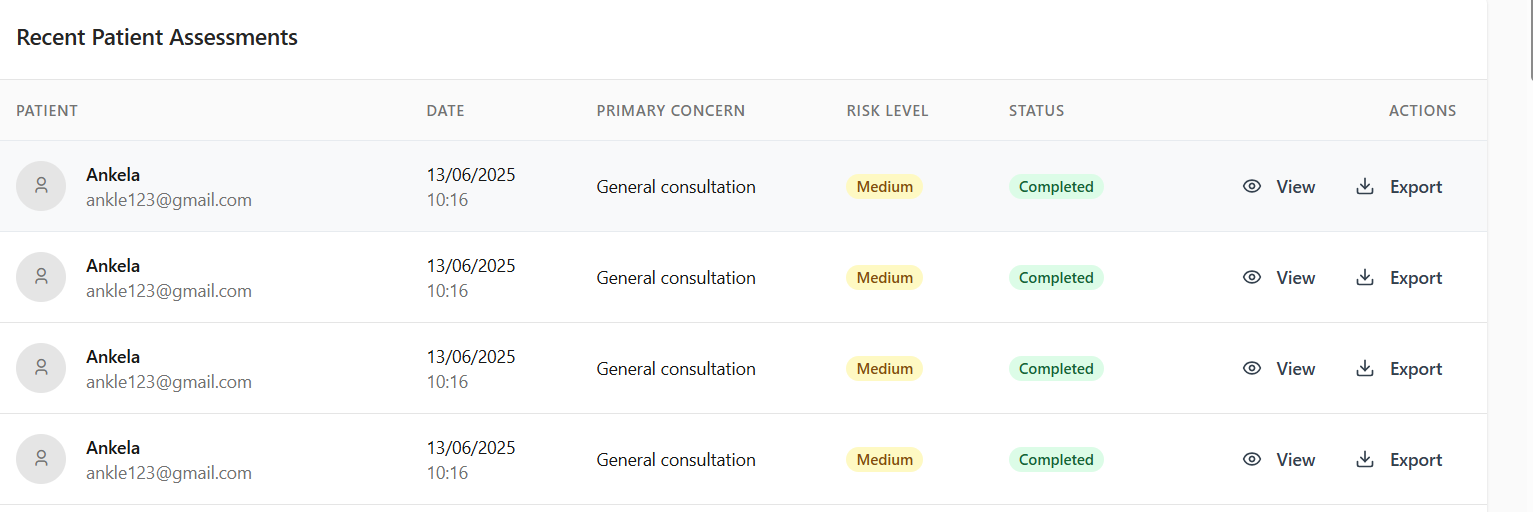 Recent Patient Assessments
PATIENT DATE PRIMARY CONCERN RISK LEVEL STATUS ACTIONS
Ankela 13/06/2025 General consultation Medium Completed View Export
ankle123@gmail.com 10:16
Ankela 13/06/2025 General consultation Medium Completed View Export
ankle123@gmail.com 10:16
Ankela 13/06/2025 General consultation Medium Completed View Export
ankle123@gmail.com 10:16
Ankela 13/06/2025 General consultation Medium Completed View Export
ankle123@gmail.com 10:16